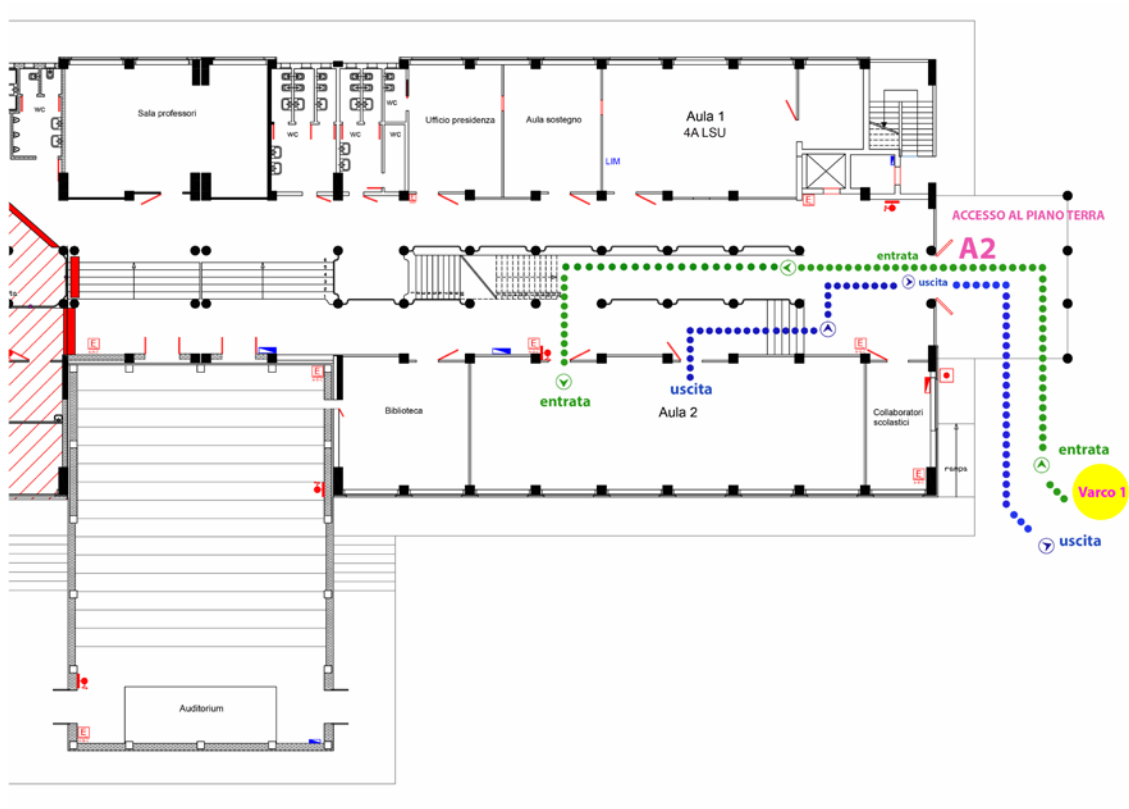 WC
Sala professori
WC
WC
WC
WC
Ufficio presidenza
Aula sostegno
Aula 1
4A LSU
LIM
E
E
ACCESSO AL PIANO TERRA
A2
entrata
uscita
E
E
E
E
uscita
entrata
Biblioteca
Aula 2
Collaboratori
scolastici
E
entrata
Varco 1
uscita
Auditorium
E